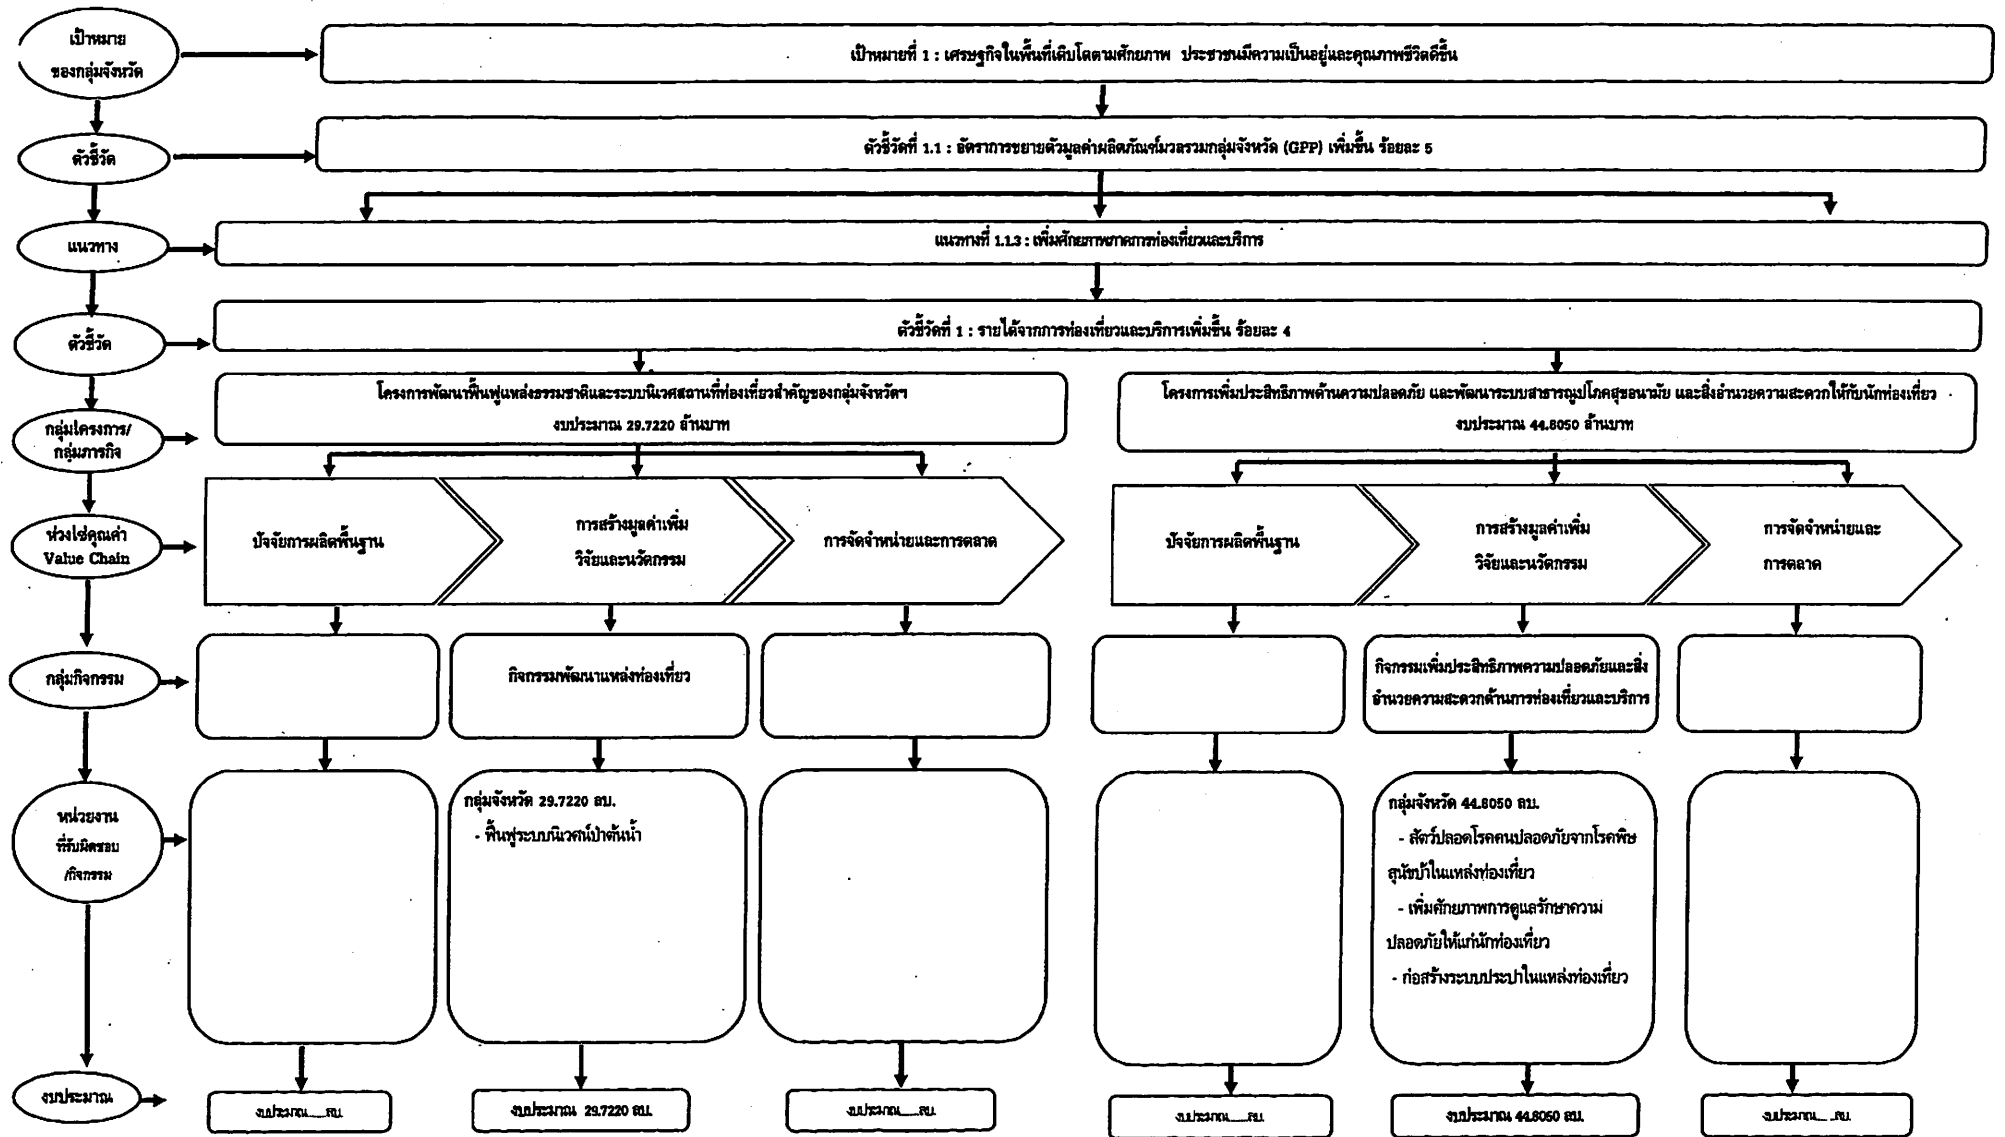 เป้าหมาย
ของกลุ่มจังหวัด
เป้าหมายที่ 1 : เศรษฐกิจในพื้นที่เติบโตตามศักยภาพ ประชาชนมีความเป็นอยู่และคุณภาพชีวิตดีขึ้น
ตัวชี้วัด
ตัวชี้วัดที่ 1.1 : อัตราการขยายตัวมูลค่าผลิตภัณฑ์มวลรวมกลุ่มจังหวัด (GPP) เพิ่มขึ้น ร้อยละ 5
แนวทาง
แนวทางที่ 1.1.3 : เพิ่มศักยภาพภาคการท่องเที่ยวและบริการ
ตัวชี้วัด
ตัวชี้วัดที่ 1 : รายได้จากการท่องเที่ยวและบริการเพิ่มขึ้น ร้อยละ 4
กลุ่มโครงการ/
กลุ่มภารกิจ
โครงการพัฒนาฟื้นฟูแหล่งธรรมชาติและระบบนิเวศสถานที่ท่องเที่ยวสำคัญของกลุ่มจังหวัดฯ
งบประมาณ 29.7220 ล้านบาท
โครงการเพิ่มประสิทธิภาพด้านความปลอดภัย และพัฒนาระบบสาธารณูปโภคสุขอนามัย และสิ่งอำนวยความสะดวกให้กับนักท่องเที่ยว
งบประมาณ 44.8050 ล้านบาท
ห่วงโซ่คุณค่า
Value Chain
ปัจจัยการผลิตพื้นฐาน
การสร้างมูลค่าเพิ่ม
วิจัยและนวัตกรรม
การจัดจำหน่ายและการตลาด
ปัจจัยการผลิตพื้นฐาน
การสร้างมูลค่าเพิ่ม
วิจัยและนวัตกรรม
การจัดจำหน่ายและ
การตลาด
กลุ่มกิจกรรม
กิจกรรมพัฒนาแหล่งท่องเที่ยว
กิจกรรมเพิ่มประสิทธิภาพความปลอดภัยและสิ่ง
อำนวยความสะดวกด้านการท่องเที่ยวและบริการ
หน่วยงาน
ที่รับผิดชอบ
/กิจกรรม
กลุ่มจังหวัด 29.7220 ลบ.
- ฟื้นฟูระบบนิเวศน์ป่าต้นน้ำ
กลุ่มจังหวัด 44.8050 ลบ.
- สัตว์ปลอดโรคคนปลอดภัยจากโรคพิษ
สุนัขบ้าในแหล่งท่องเที่ยว
- เพิ่มศักยภาพการดูแลรักษาความ
ปลอดภัยให้แก่นักท่องเที่ยว
- ก่อสร้างระบบประปาในแหล่งท่องเที่ยว
งบประมาณ
งบประมาณ......ลบ.
งบประมาณ 29.7220 ลบ.
งบประมาณ......ลบ.
งบประมาณ......ลบ.
งบประมาณ 44.8050 ลบ.
งบประมาณ......ลบ.